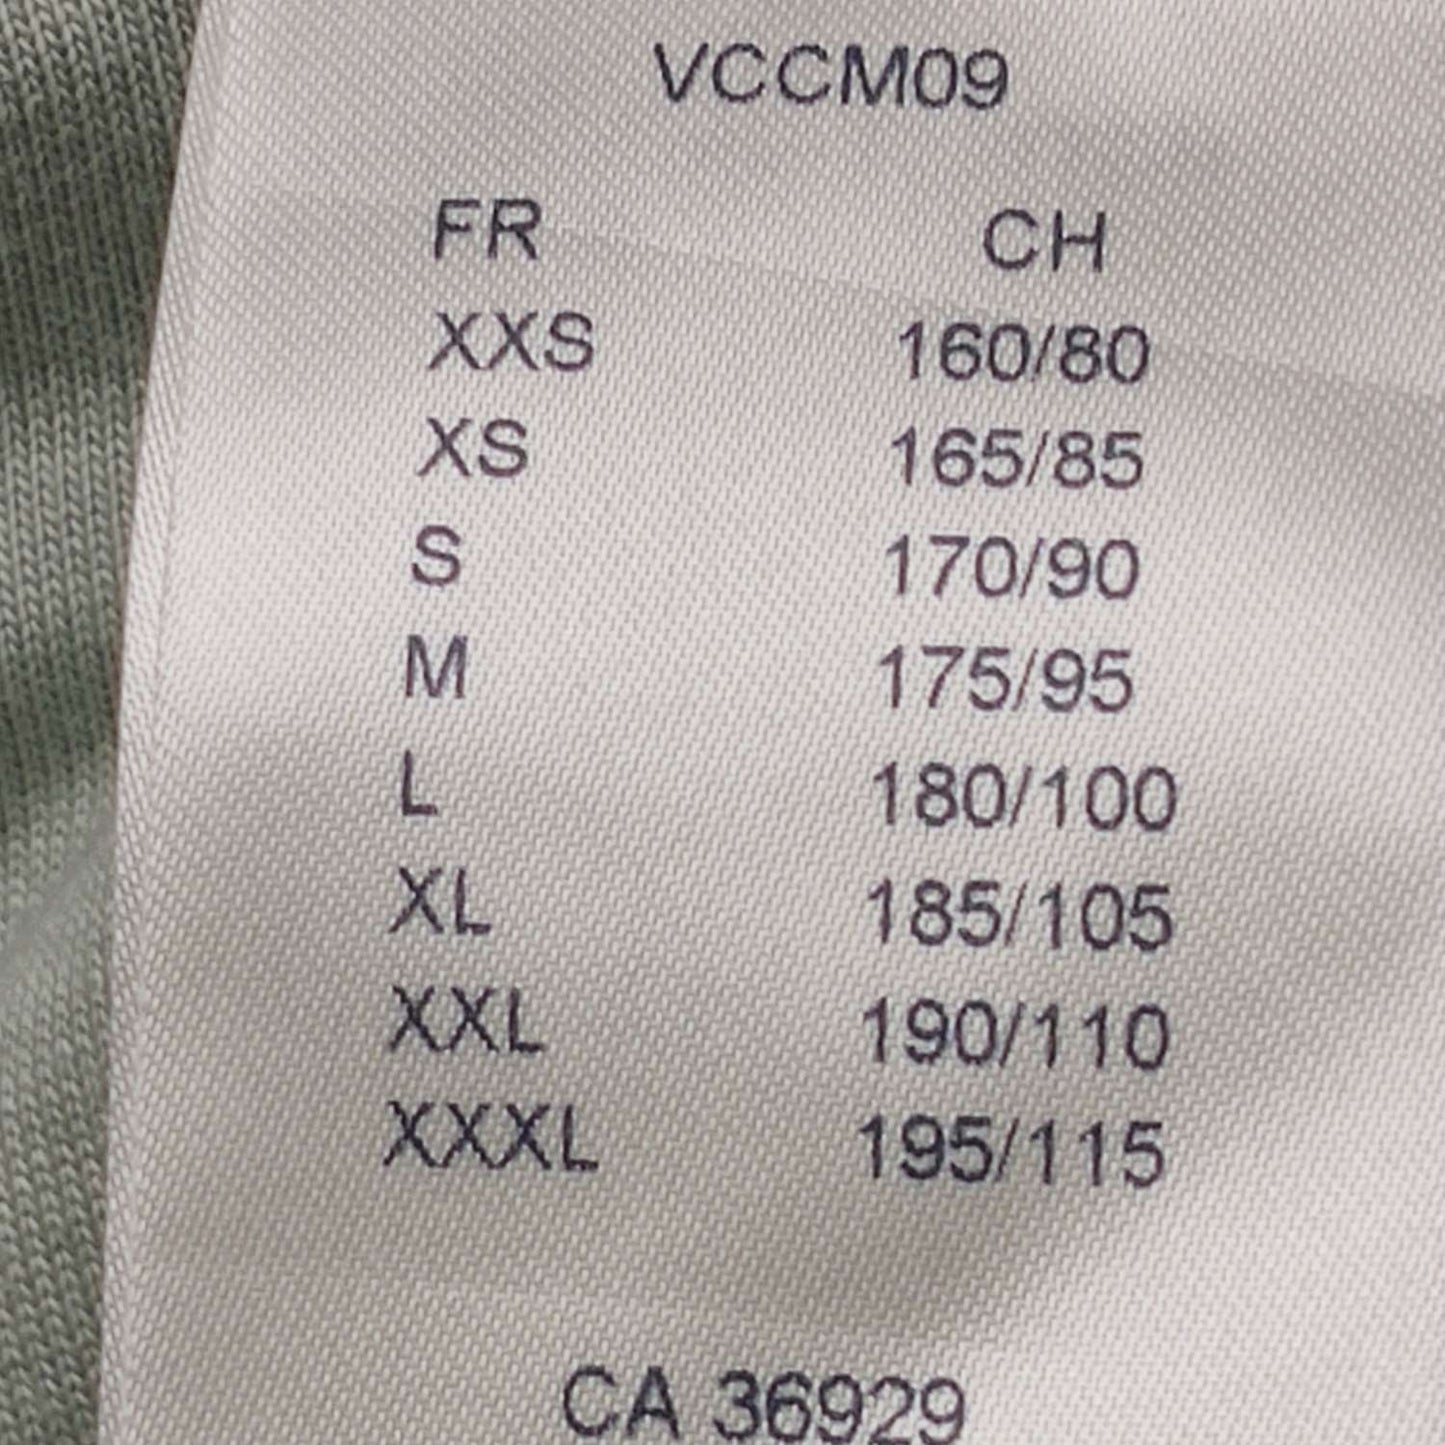 VCCM09
FR CH
XXS 160/80
XS 165/85
S 170/90
M 175/95
L 180/100
XL 185/105
XXL 190/110
XXXL 195/115
CA 36929